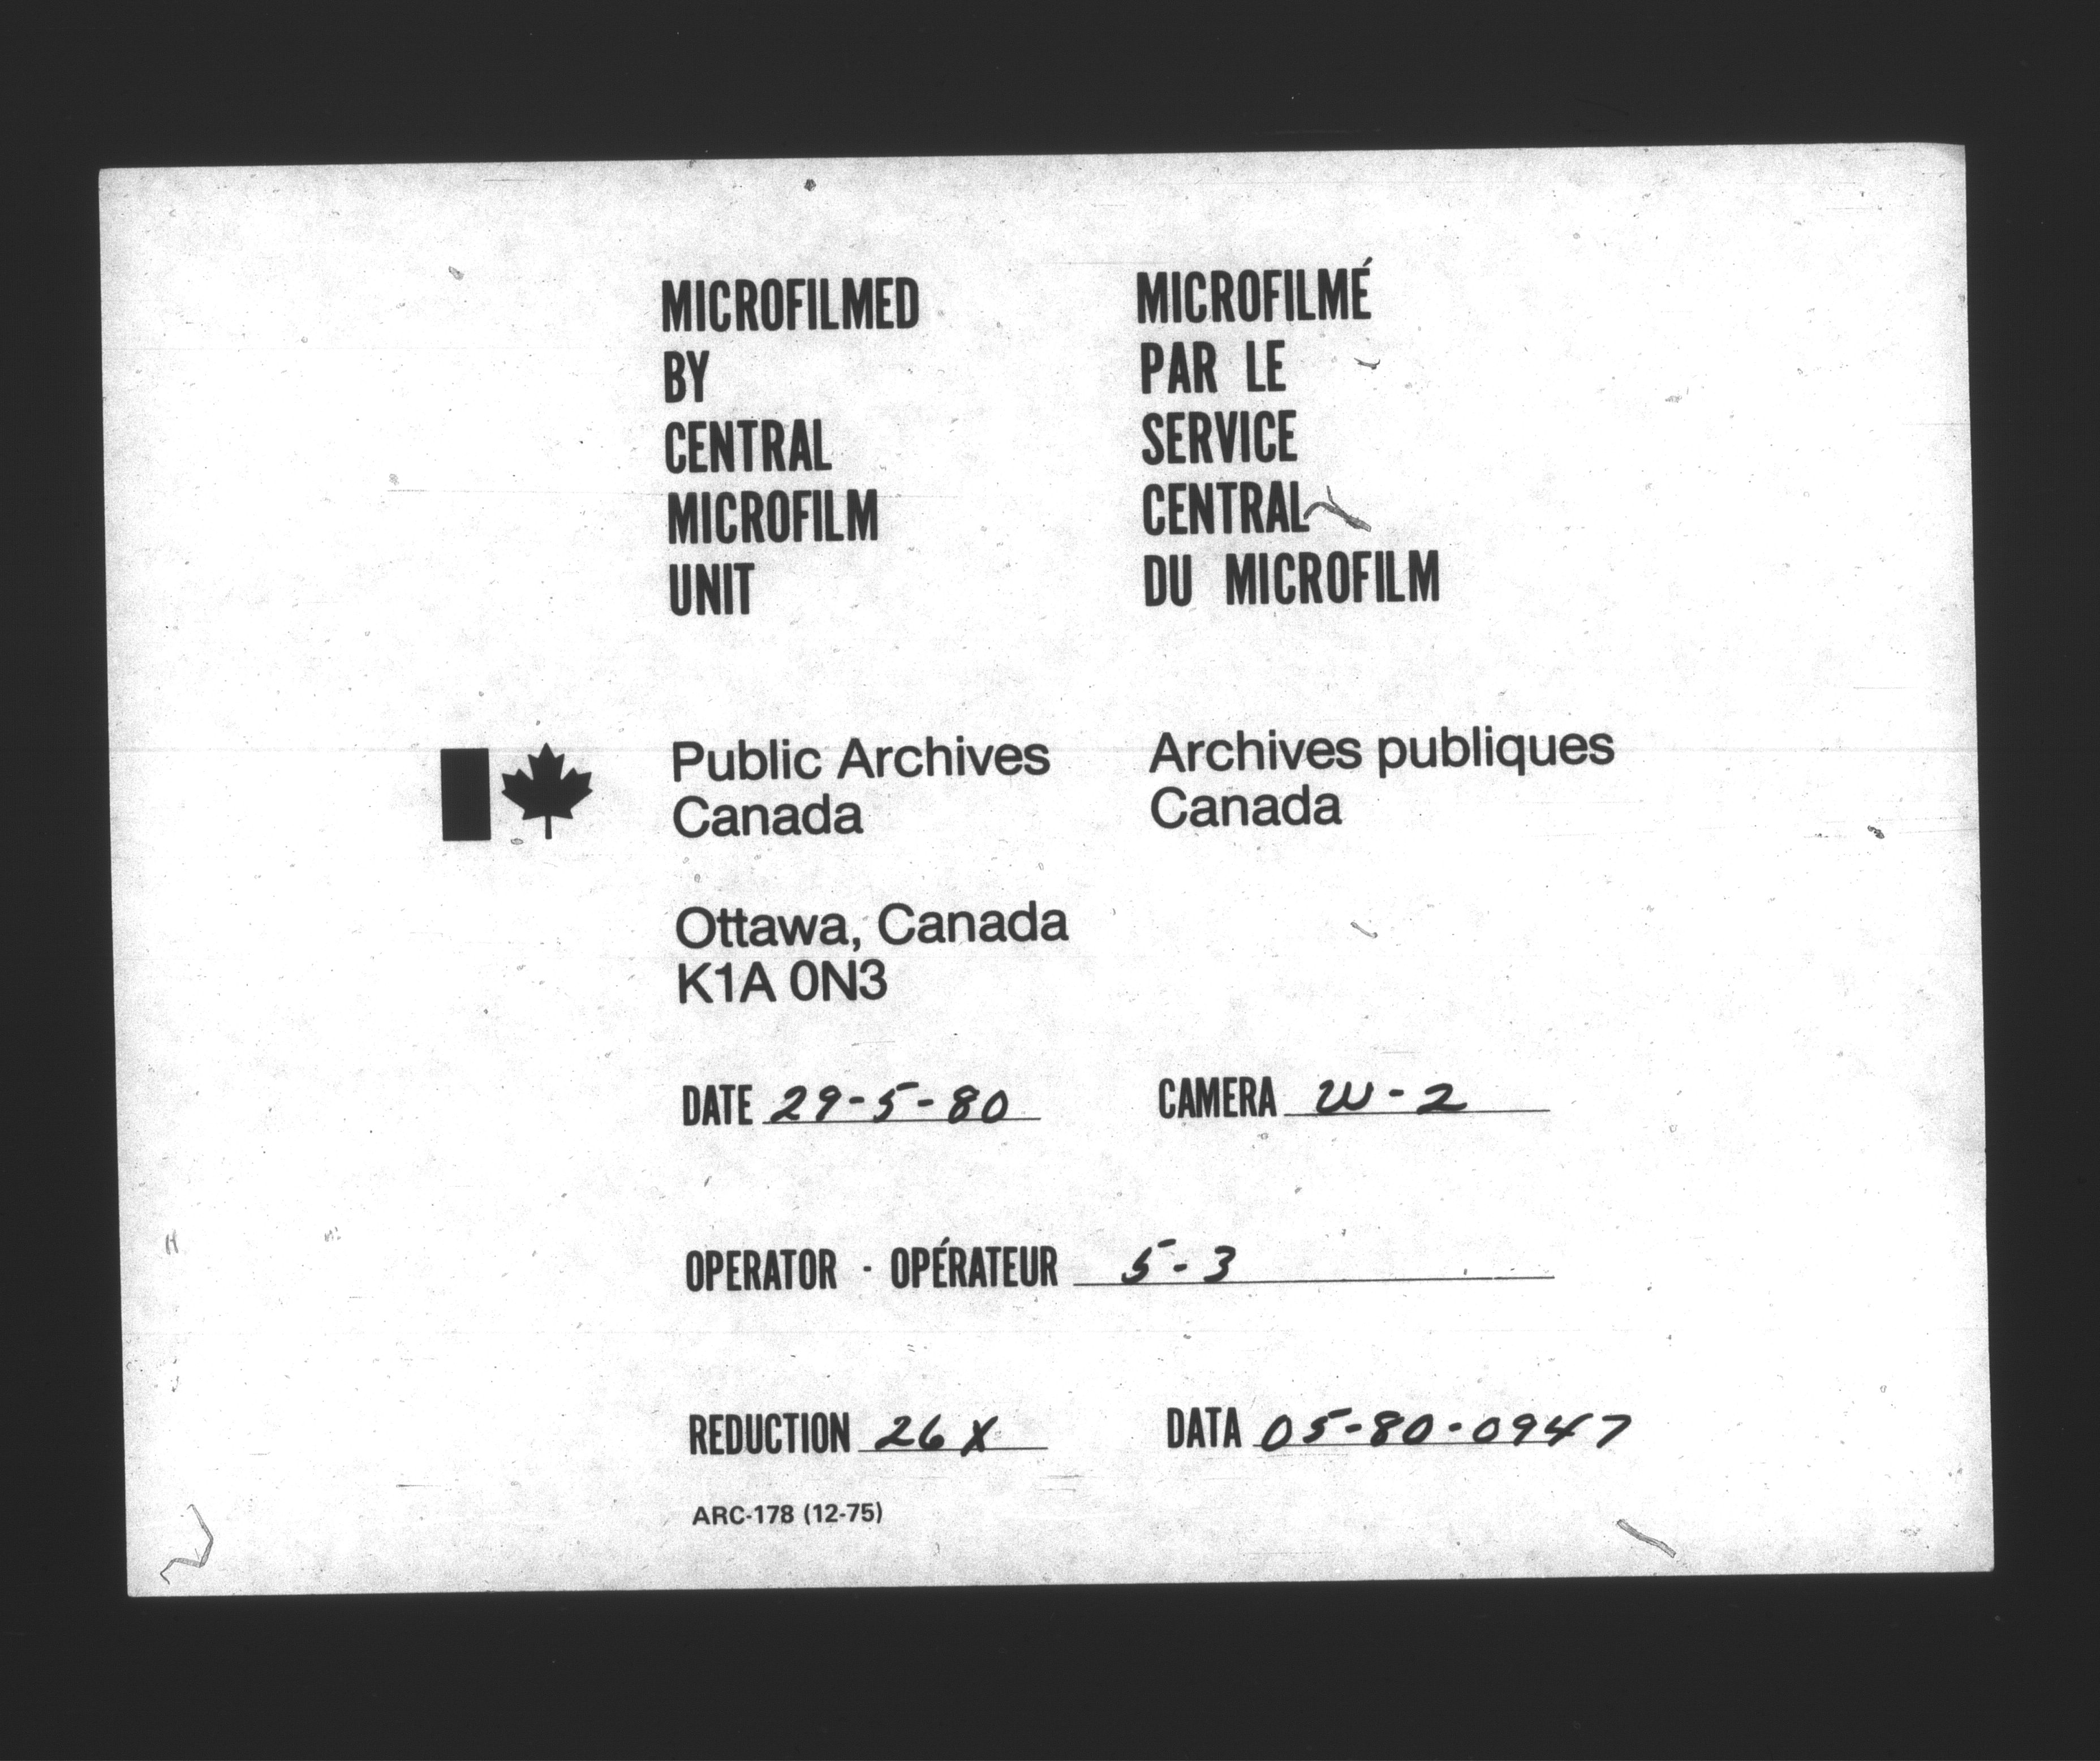 MICROFILMED
BY
CENTRAL
MICROFILM
UNIT
MICROFILMÉ
PAR LE
SERVICE
CENTRAL
DU MICROFILM
Public Archives
Canada
Archives publiques
Canada
Ottawa, Canada
K1A 0N3
DATE 29-5-80
CAMERA W-2
OPERATOR - OPÉRATEUR 5-3
REDUCTION 26X
DATA 05-80-0947
ARC-178 (12-75)